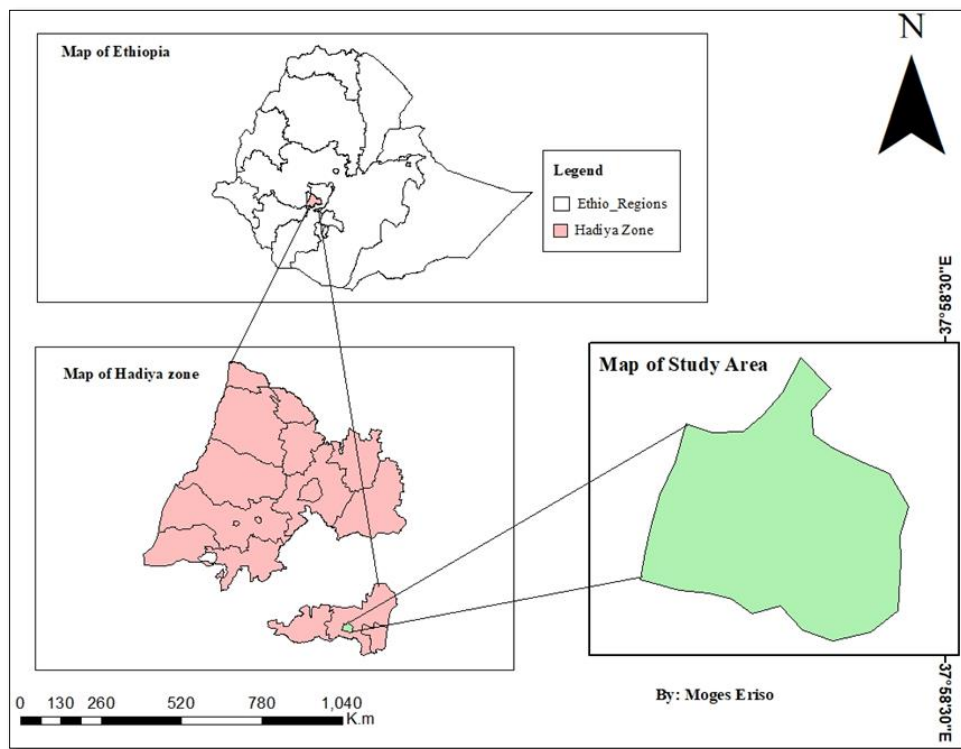 Map of Ethiopia
N
Legend
Ethio_Regions
Hadiya Zone
37°58'30"E
Map of Hadiya zone
Map of Study Area
By: Moges Eriso
37°58'30"E
0 130 260 520 780 1,040
K.m